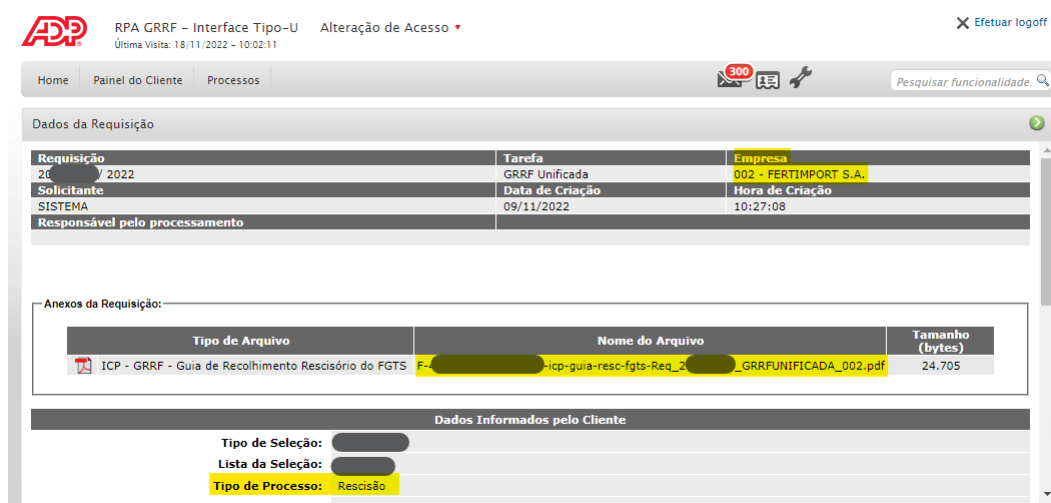 ADP
RPA GRRF – Interface Tipo-U Alteração de Acesso
Efetuar logoff
Última Visita: 18/11/2022 – 10:02:11
Home Painel do Cliente Processos
300
Pesquisar funcionalidade.
Dados da Requisição
Requisição Tarefa Empresa
20 / 2022 GRRF Unificada 002 - FERTIMPORT S.A.
Solicitante Data de Criação Hora de Criação
SISTEMA 09/11/2022 10:27:08
Responsável pelo processamento
Anexos da Requisição:
Tipo de Arquivo Nome do Arquivo Tamanho (bytes)
ICP - GRRF - Guia de Recolhimento Rescisório do FGTS F- -icp-guia-resc-fgts-Req_2 _GRRFUNIFICADA_002.pdf 24.705
Dados Informados pelo Cliente
Tipo de Seleção:
Lista da Seleção:
Tipo de Processo: Rescisão